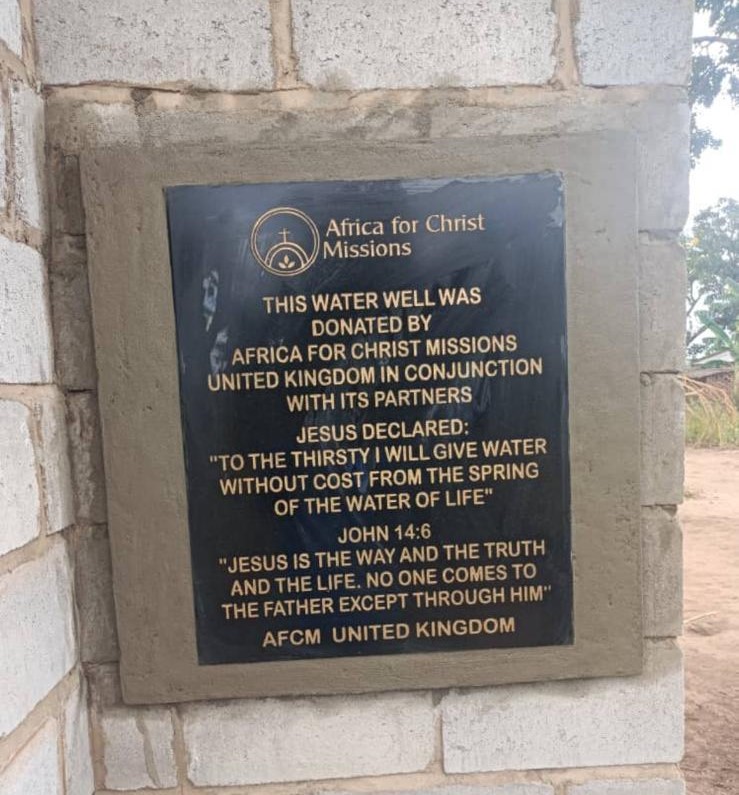 Africa for Christ
Missions
THIS WATER WELL WAS
DONATED BY
AFRICA FOR CHRIST MISSIONS
UNITED KINGDOM IN CONJUNCTION
WITH ITS PARTNERS
JESUS DECLARED:
"TO THE THIRSTY I WILL GIVE WATER
WITHOUT COST FROM THE SPRING
OF THE WATER OF LIFE"
JOHN 14:6
"JESUS IS THE WAY AND THE TRUTH
AND THE LIFE. NO ONE COMES TO
THE FATHER EXCEPT THROUGH HIM"
AFCM UNITED KINGDOM